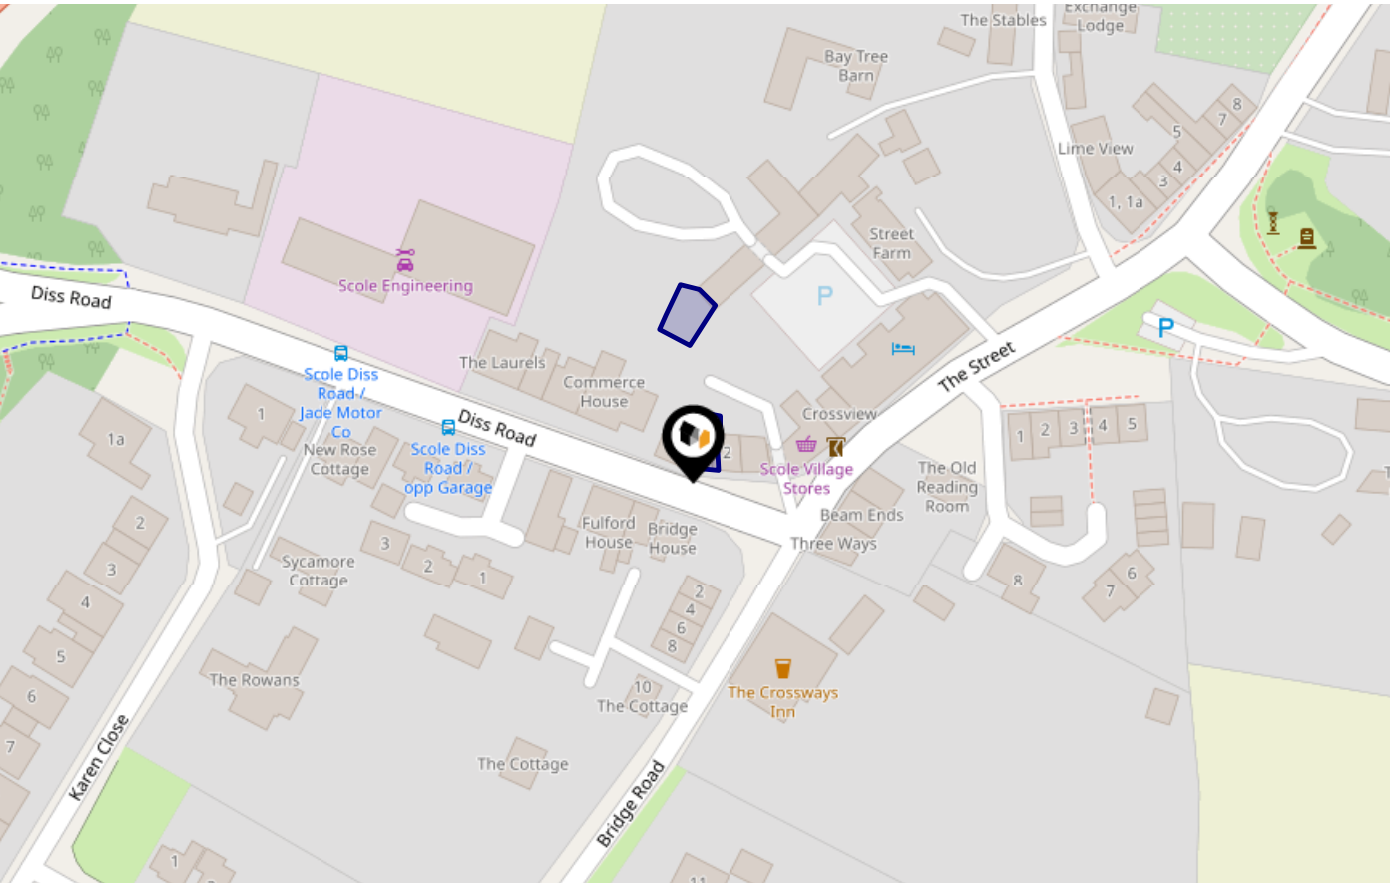 The Stables
Exchange
Lodge
Bay Tree
Barn
8
7
5
Lime View
4
3
1, 1a
Street
Farm
Scole Engineering
Diss Road
P
P
The Laurels
The Street
Scole Diss
Road /
Jade Motor
Co
Commerce
House
1
Diss Road
Crossview
1a
New Rose
Cottage
Scole Diss
Road /
opp Garage
2
Scole Village
Stores
1
2
3
4
5
The Old
Reading
Room
Beam Ends
Three Ways
2
Fulford
House
Bridge
House
3
3
2
1
Sycamore
Cottage
4
2
4
6
8
8
6
7
5
The Rowans
6
10
The Cottage
The Crossways
Inn
7
Karen Close
The Cottage
Bridge Road
1
11